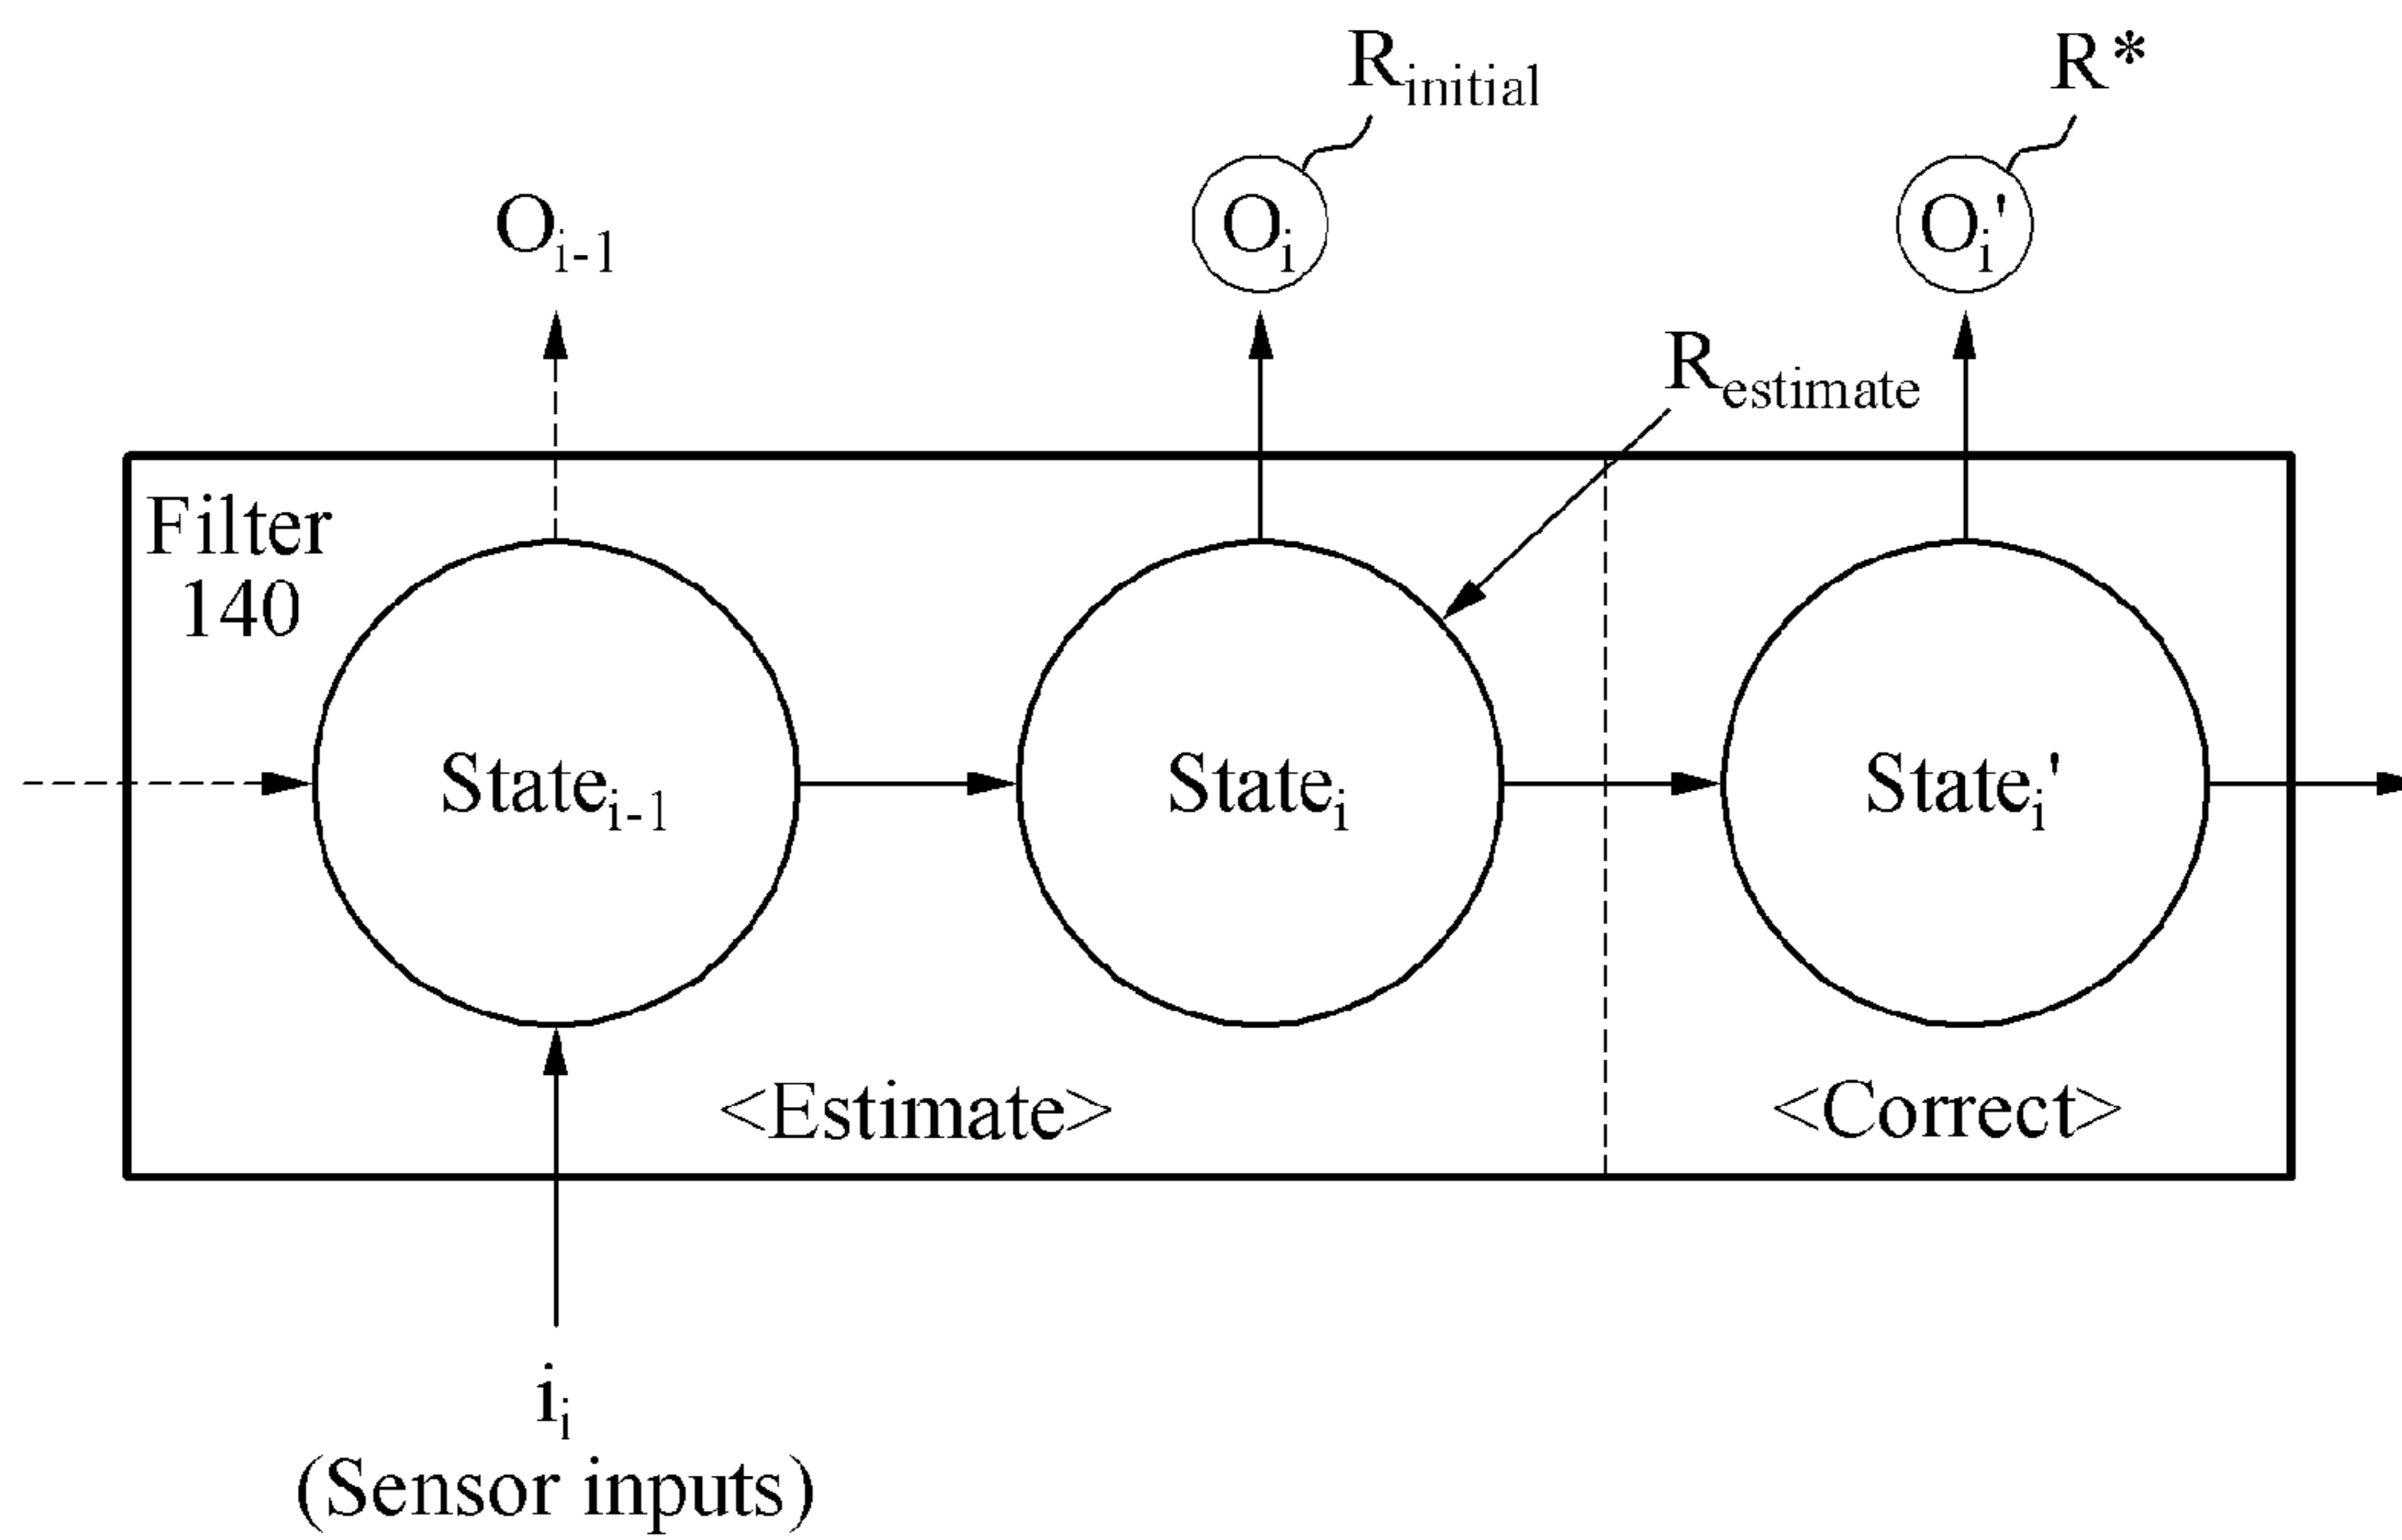 R_initial
R*
O_i-1
O_i
O_i'
R_estimate
Filter
140
State_i-1
State_i
State_i'
<Estimate>
<Correct>
i_i
(Sensor inputs)